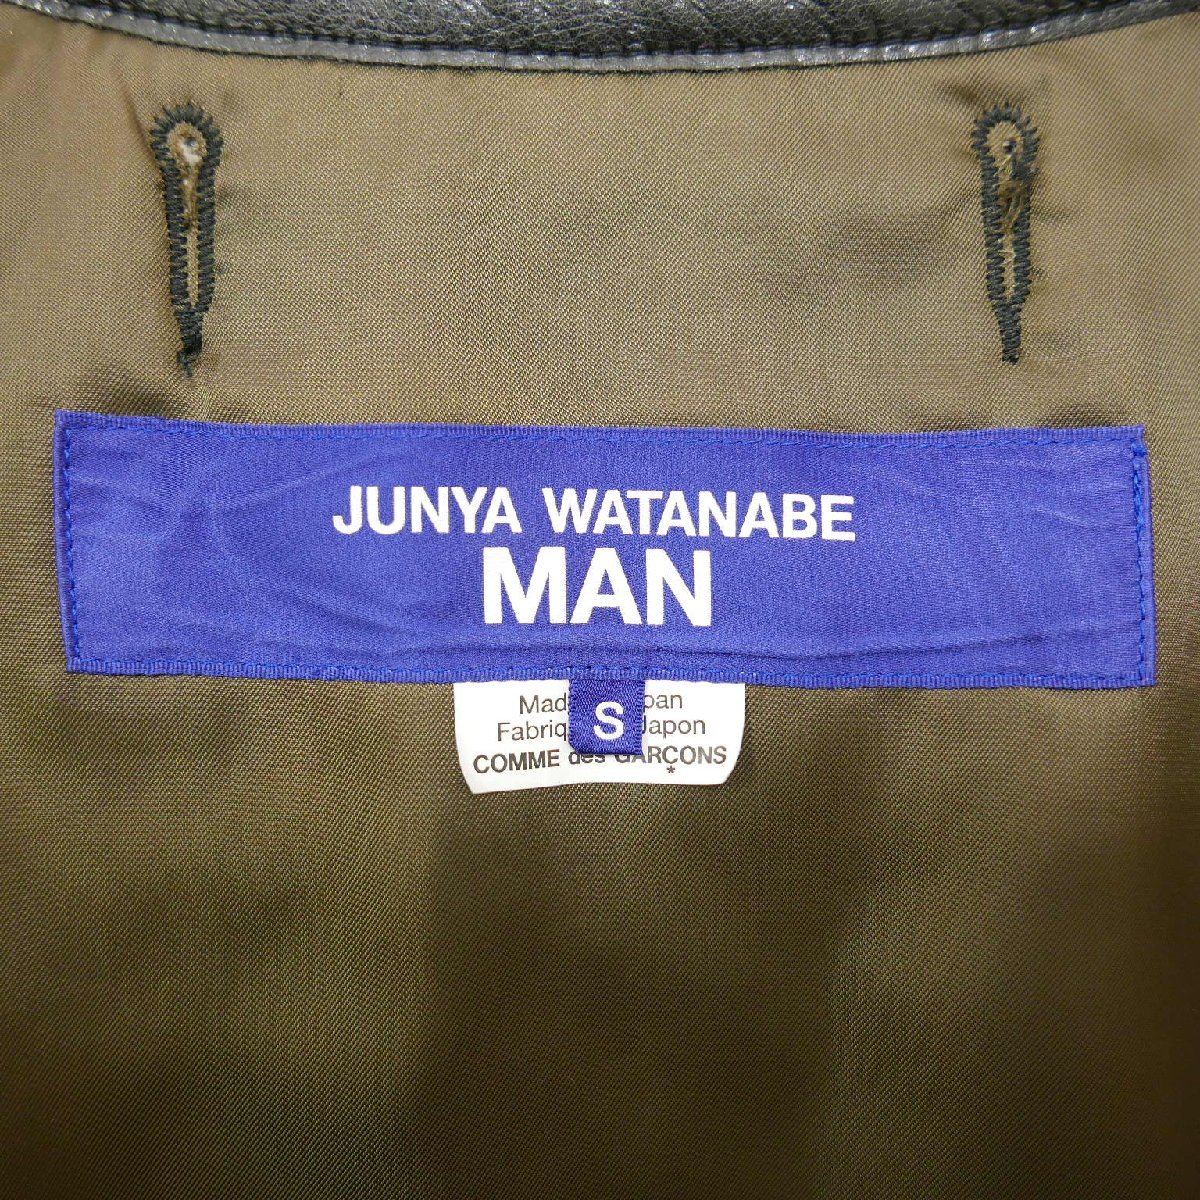 JUNYA WATANABE
MAN
S
COMME des GARÇONS
*